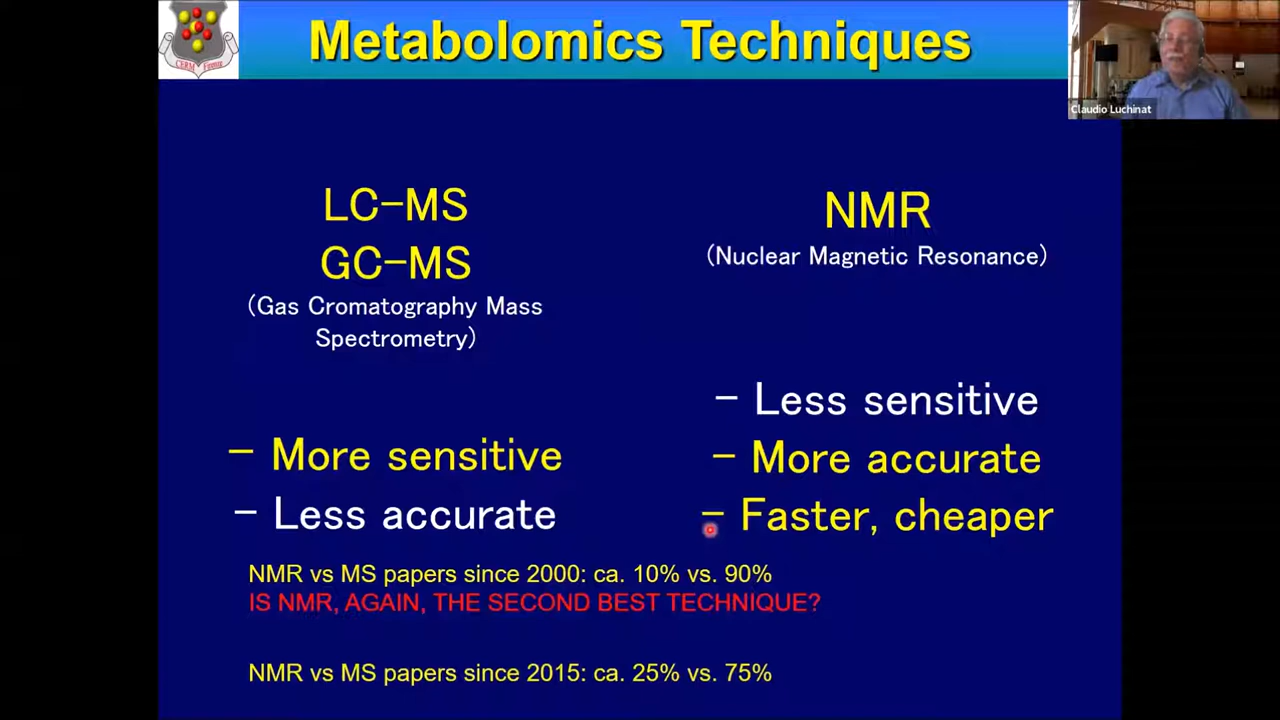 Metabolomics Techniques
CERM Firenze
Claudio Luchinat
LC-MS
GC-MS
(Gas Cromatography Mass
Spectrometry)
- More sensitive
- Less accurate
NMR
(Nuclear Magnetic Resonance)
- Less sensitive
- More accurate
- Faster, cheaper
NMR vs MS papers since 2000: ca. 10% vs. 90%
IS NMR, AGAIN, THE SECOND BEST TECHNIQUE?
NMR vs MS papers since 2015: ca. 25% vs. 75%